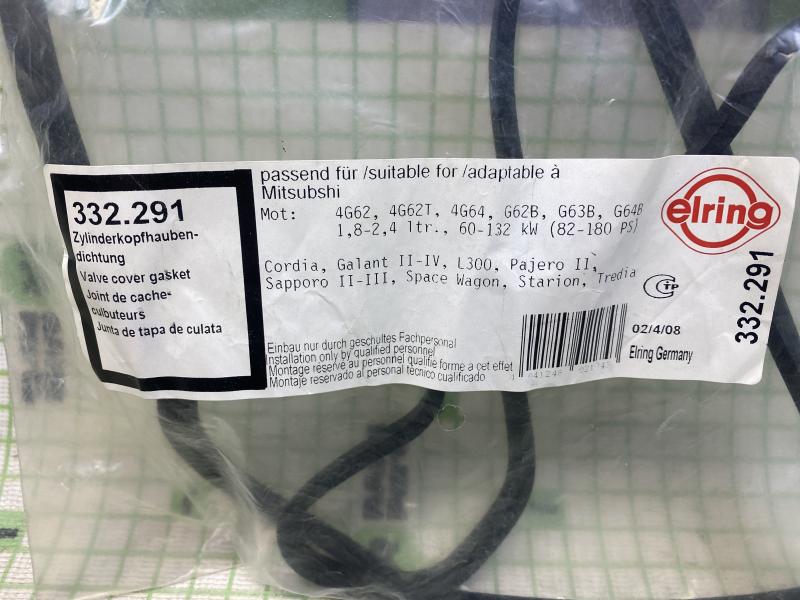 332.291
Zylinderkopfhauben-
dichtung
Valve cover gasket
Joint de cache-
culbuteurs
Junta de tapa de culata
passend für /suitable for /adaptable à
Mitsubshi
Mot: 4G62, 4G62T, 4G64, G62B, G63B, G64B
1,8-2,4 ltr., 60-132 kW (82-180 PS)
Cordia, Galant II-IV, L300, Pajero II,
Sapporo II-III, Space Wagon, Starion, Tredia
Einbau nur durch geschultes Fachpersonal
Installation only by qualified personnel
Montage reservé au personnel qualifié forme a cet effet
Montaje reservado al personal técnico cualificado
elring
CTP
02/4/08
Elring Germany
332.291